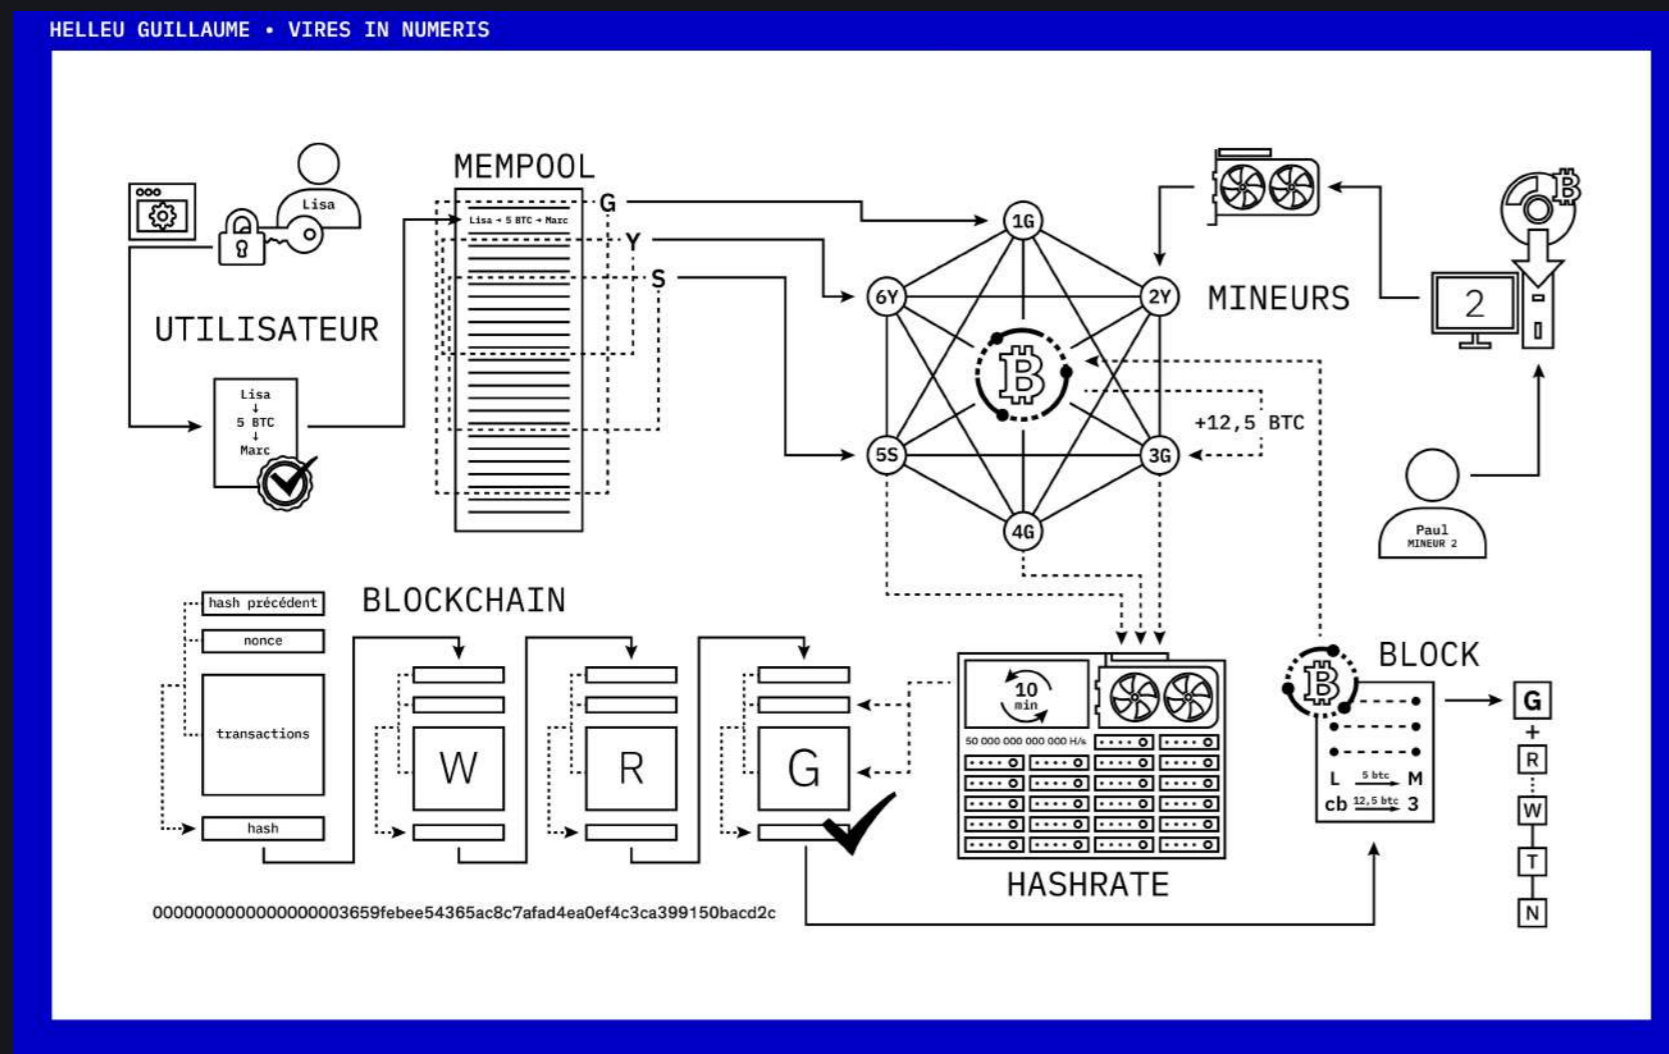 HELLEU GUILLAUME • VIRES IN NUMERIS
MEMPOOL
Lisa
UTILISATEUR
Lisa
↓
5 BTC
↓
Marc
Lisa → 5 BTC → Marc
G
Y
S
1G
6Y
2Y
5S
3G
4G
MINEURS
2
+12,5 BTC
Paul
MINEUR 2
BLOCKCHAIN
hash précédent
nonce
transactions
hash
W
R
G
0000000000000000003659febee54365ac8c7afad4ea0ef4c3ca399150bacd2c
10
min
50 000 000 000 000 H/s
HASHRATE
BLOCK
L 5 btc M
cb 12,5 btc 3
G
+
R
W
T
N